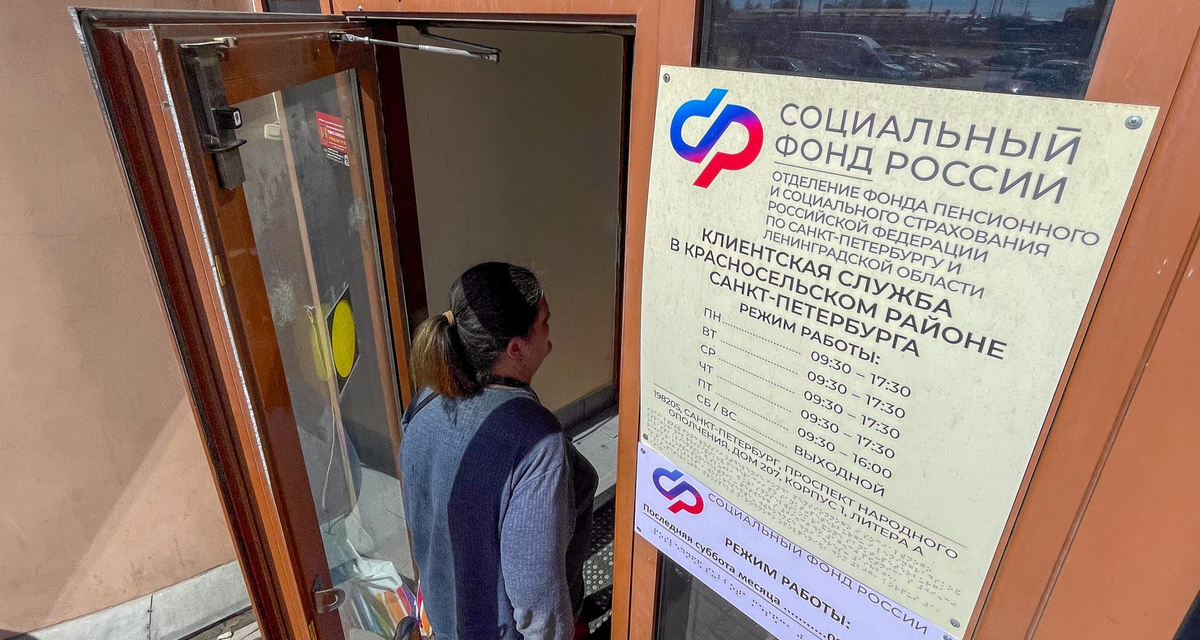 СОЦИАЛЬНЫЙ
ФОНД РОССИИ
ОТДЕЛЕНИЕ ФОНДА ПЕНСИОННОГО
И СОЦИАЛЬНОГО СТРАХОВАНИЯ
РОССИЙСКОЙ ФЕДЕРАЦИИ
ПО САНКТ-ПЕТЕРБУРГУ И
ЛЕНИНГРАДСКОЙ ОБЛАСТИ
КЛИЕНТСКАЯ СЛУЖБА
В КРАСНОСЕЛЬСКОМ РАЙОНЕ
САНКТ-ПЕТЕРБУРГА
РЕЖИМ РАБОТЫ:
ПН 09:30 – 17:30
ВТ 09:30 – 17:30
СР 09:30 – 17:30
ЧТ 09:30 – 17:30
ПТ 09:30 – 16:00
СБ / ВС ВЫХОДНОЙ
198205, САНКТ-ПЕТЕРБУРГ, ПРОСПЕКТ НАРОДНОГО
ОПОЛЧЕНИЯ, ДОМ 207, КОРПУС 1, ЛИТЕРА А
СОЦИАЛЬНЫЙ ФОНД РОССИИ
РЕЖИМ РАБОТЫ:
Последняя суббота месяца